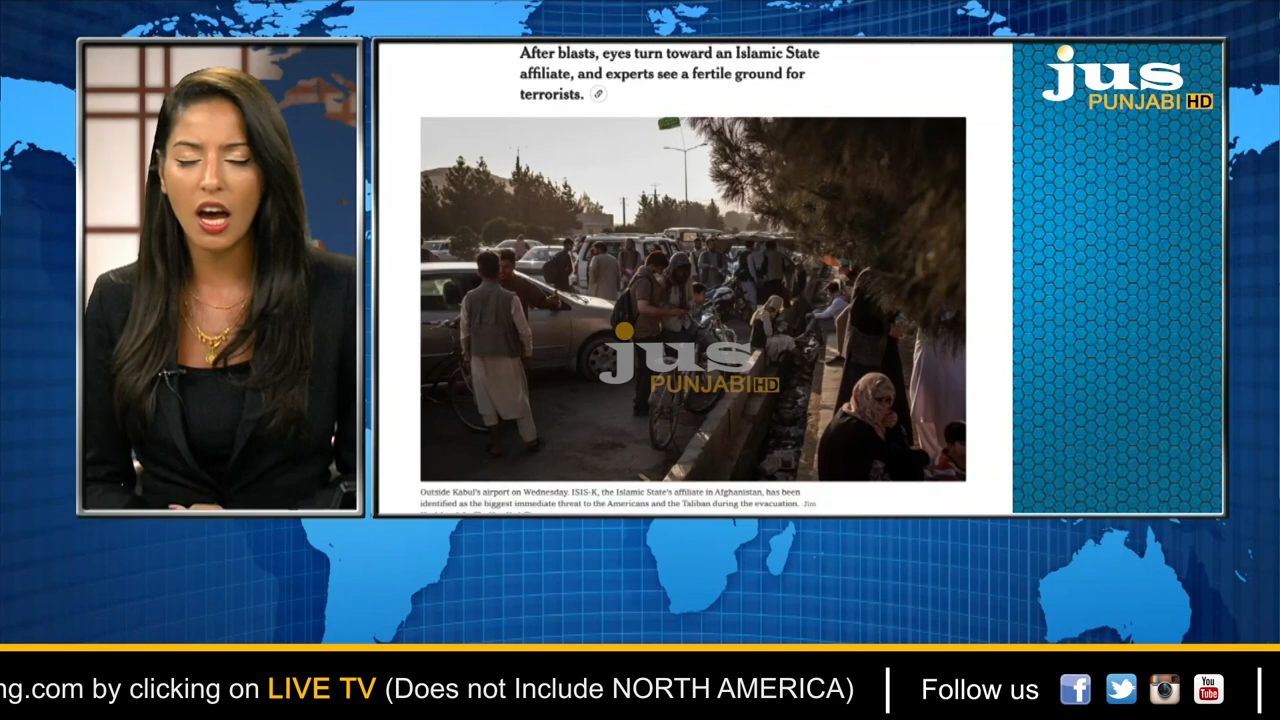 After blasts, eyes turn toward an Islamic State
affiliate, and experts see a fertile ground for
terrorists.
jus
PUNJABI HD
jus
PUNJABI HD
Outside Kabul's airport on Wednesday. ISIS-K, the Islamic State's affiliate in Afghanistan, has been
identified as the biggest immediate threat to the Americans and the Taliban during the evacuation. Jim
ng.com by clicking on LIVE TV (Does not Include NORTH AMERICA)
Follow us
You
Tube